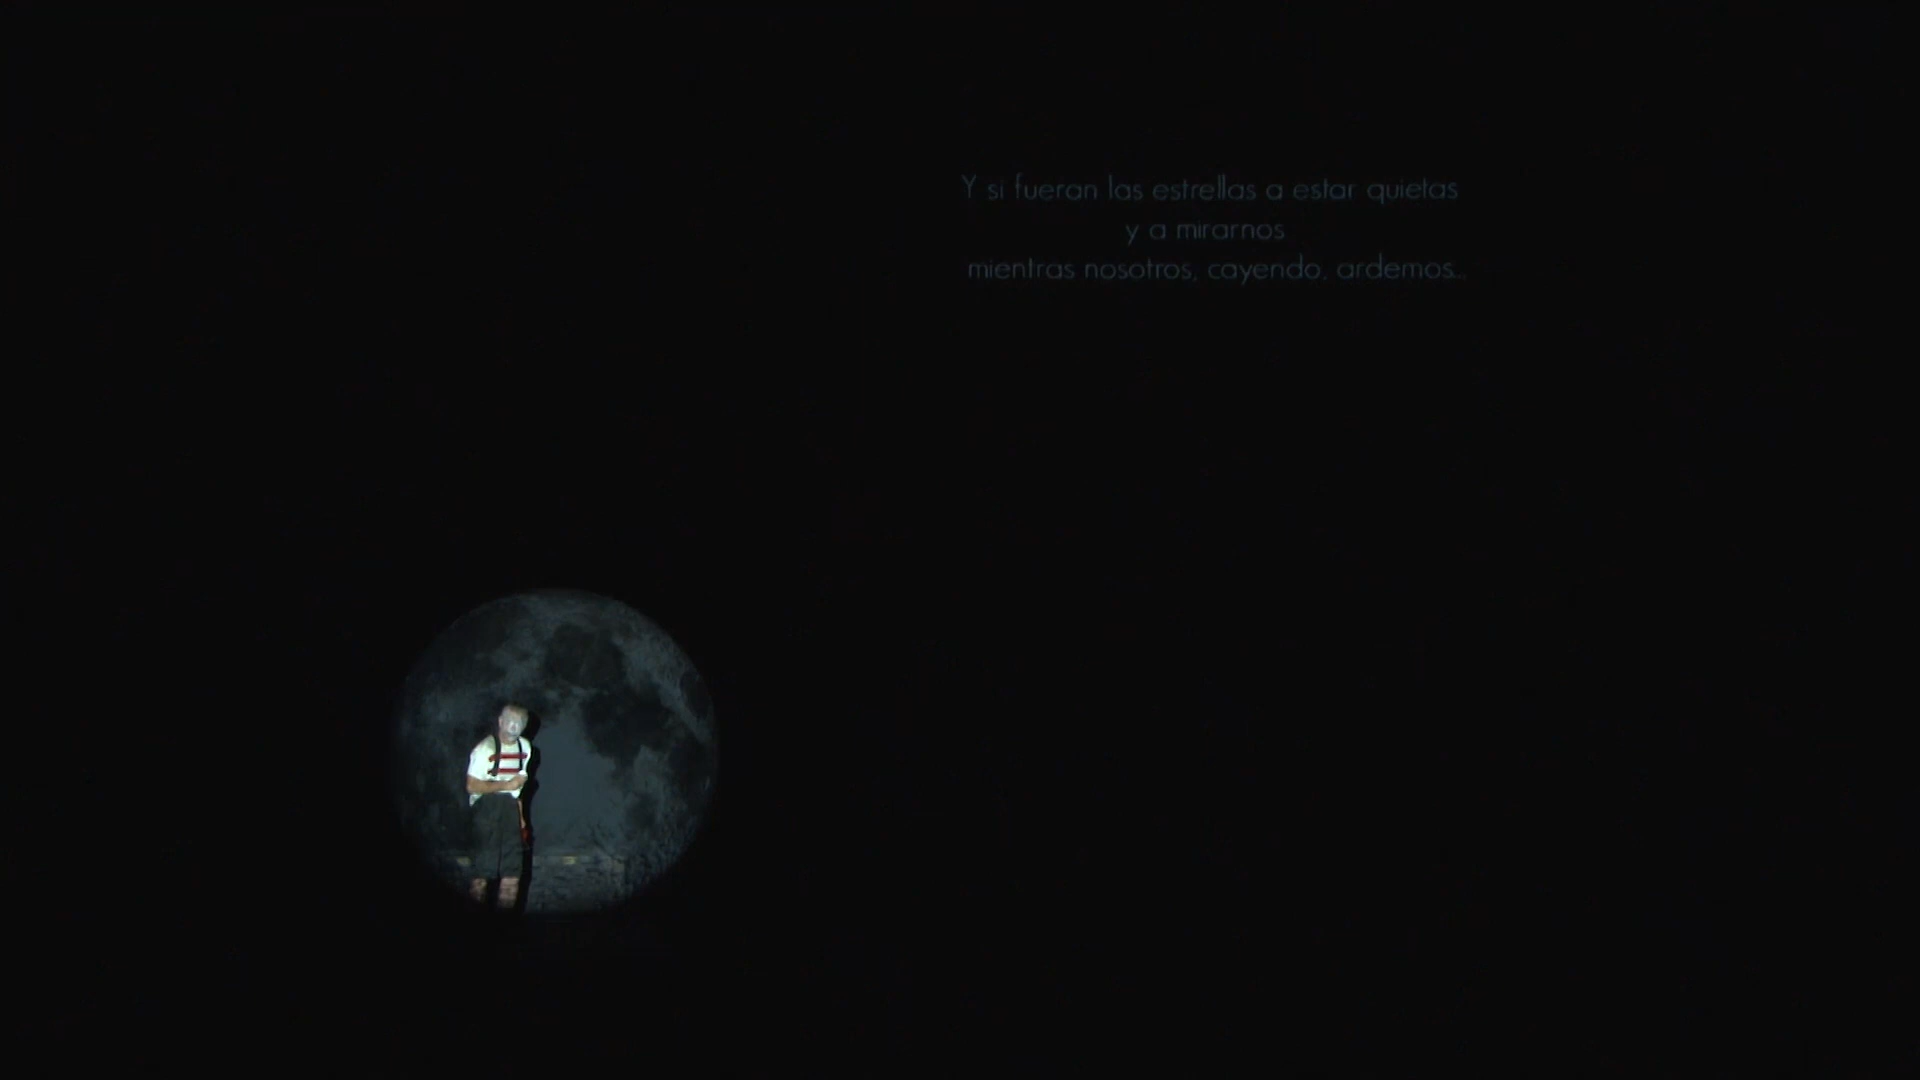 Y si fueran las estrellas a estar quietas
y a mirarnos
mientras nosotros, cayendo, ardemos...